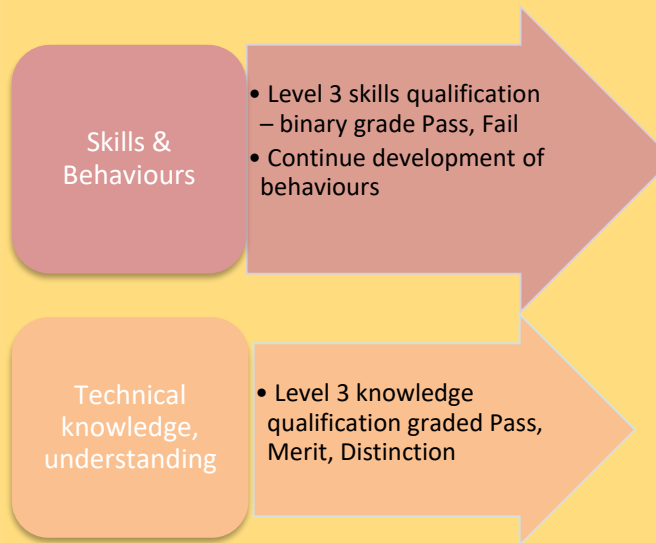 Skills &
Behaviours
• Level 3 skills qualification
– binary grade Pass, Fail
• Continue development of
behaviours
Technical
knowledge,
understanding
• Level 3 knowledge
qualification graded Pass,
Merit, Distinction